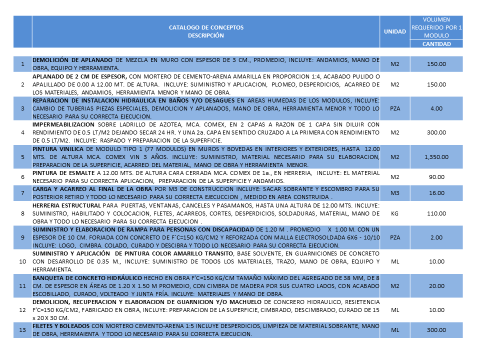 CATALOGO DE CONCEPTOS
DESCRIPCIÓN
UNIDAD
VOLUMEN
REQUERIDO POR 1
MODULO
CANTIDAD
1 DEMOLICIÓN DE APLANADO DE MEZCLA EN MURO CON ESPESOR DE 5 CM., PROMEDIO, INCLUYE: ANDAMIOS, MANO DE OBRA, EQUIPO Y HERRAMIENTA. M2 150.00
2 APLANADO DE 2 CM DE ESPESOR, CON MORTERO DE CEMENTO-ARENA AMARILLA EN PROPORCION 1:4, ACABADO PULIDO O APALILLADO DE 0.00 A 12.00 MT. DE ALTURA. INCLUYE: SUMINISTRO Y APLICACION, PLOMEO, DESPERDICIOS, ACARREO DE LOS MATERIALES, ANDAMIOS, HERRAMIENTA MENOR Y MANO DE OBRA. M2 150.00
3 REPARACION DE INSTALACION HIDRAULICA EN BAÑOS Y/O DESAGUES EN AREAS HUMEDAS DE LOS MODULOS, INCLUYE: CAMBIO DE TUBERIAS PIEZAS ESPECIALES, DEMOLICION Y APLANADOS, MANO DE OBRA, HERRAMIENTA MENOR Y TODO LO NECESARIO PARA SU CORRECTA EJECUCION. PZA 4.00
4 IMPERMEABILIZACION SOBRE LADRILLO DE AZOTEA, MCA. COMEX, EN 2 CAPAS A RAZON DE 1 CAPA SIN DILUIR CON RENDIMIENTO DE 0.5 LT/M2 DEJANDO SECAR 24 HR. Y UNA 2a. CAPA EN SENTIDO CRUZADO A LA PRIMERA CON RENDIMIENTO DE 0.5 LT/M2. INCLUYE: RASPADO Y PREPARACION DE LA SUPERFICIE. M2 300.00
5 PINTURA VINILICA DE MODULO TIPO 1 (77 MODULOS) EN MUROS Y BOVEDAS EN INTERIORES Y EXTERIORES, HASTA 12.00 MTS. DE ALTURA MCA. COMEX VIN 5 AÑOS. INCLUYE: SUMINISTRO, MATERIAL NECESARIO PARA SU ELABORACION, PREPARACION DE LA SUPERFICIE, ACARREO DEL MATERIAL, MANO DE OBRA Y HERRAMIENTA MENOR. M2 1,550.00
6 PINTURA DE ESMALTE A 12.00 MTS. DE ALTURA CARA CERRADA MCA. COMEX DE 1a., EN HERRERIA, INCLUYE: EL MATERIAL NECESARIO PARA SU CORRECTA APLICACION, PREPARACION DE LA SUPERFICIE Y ANDAMIOS. M2 90.00
7 CARGA Y ACARREO AL FINAL DE LA OBRA POR M3 DE CONSTRUCCION INCLUYE: SACAR SOBRANTE Y ESCOMBRO PARA SU POSTERIOR RETIRO Y TODO LO NECESARIO PARA SU CORRECTA EJECUCION , MEDIDO EN AREA CONSTRUIDA . M3 16.00
8 HERRERIA ESTRUCTURAL PARA PUERTAS, VENTANAS, CANCELES Y PASAMANOS, HASTA UNA ALTURA DE 12.00 MTS. INCLUYE: SUMINISTRO, HABILITADO Y COLOCACION, FLETES, ACARREOS, CORTES, DESPERDICIOS, SOLDADURAS, MATERIAL, MANO DE OBRA Y TODO LO NECESARIO PARA SU CORRECTA EJECUCION . KG 110.00
9 SUMINISTRO Y ELABORACION DE RAMPA PARA PERSONAS CON DISCAPACIDAD DE 1.20 M . PROMEDIO X 1.00 M. CON UN ESPESOR DE 10 CM. FORJADA CON CONCRETO DE F'C=150 KG/CM2 Y REFORZADA CON MALLA ELECTROSOLDADA 6X6 - 10/10 INCLUYE: LOGO, CIMBRA. COLADO, CURADO Y DESCIBRA Y TODO LO NECESARIO PARA SU CORRECTA EJECUCION. PZA 2.00
10 SUMINISTRO Y APLICACIÓN DE PINTURA COLOR AMARILLO TRANSITO, BASE SOLVENTE, EN GUARNICIONES DE CONCRETO CON DESARROLLO DE 0.35 M., INCLUYE: SUMINISTRO DE TODOS LOS MATERIALES, TRAZO, MANO DE OBRA, EQUIPO Y HERRAMIENTA. ML 10.00
11 BANQUETA DE CONCRETO HIDRÁULICO HECHO EN OBRA F'C=150 KG/CM TAMAÑO MÁXIMO DEL AGREGADO DE 38 MM, DE 8 CM. DE ESPESOR EN ÁREAS DE 1.20 X 1.50 M PROMEDIO, CON CIMBRA DE MADERA POR SUS CUATRO LADOS, CON ACABADO ESCOBILLADO, CURADO, VOLTEADO Y JUNTA FRÍA. INCLUYE: MATERIALES Y MANO DE OBRA. M2 20.00
12 DEMOLICION, RECUPERACION Y ELABORACION DE GUARNICION Y/O MACHUELO DE CONCRERO HIDRAULICO, RESIETENCIA F'C=150 KG/CM2, FABRICADO EN OBRA, INCLUYE: PREPARACION DE LA SUPERFICIE, CIMBRADO, DESCIMBRADO, CURADO DE 15 x 20 X 30 CM. ML 10.00
13 FILETES Y BOLEADOS CON MORTERO CEMENTO-ARENA 1:5 INCLUYE DESPERDICIOS, LIMPIEZA DE MATERIAL SOBRANTE, MANO DE OBRA, HERRMAIENTA Y TODO LO NECESARIO PARA SU CORRECTA EJECUCION. ML 300.00